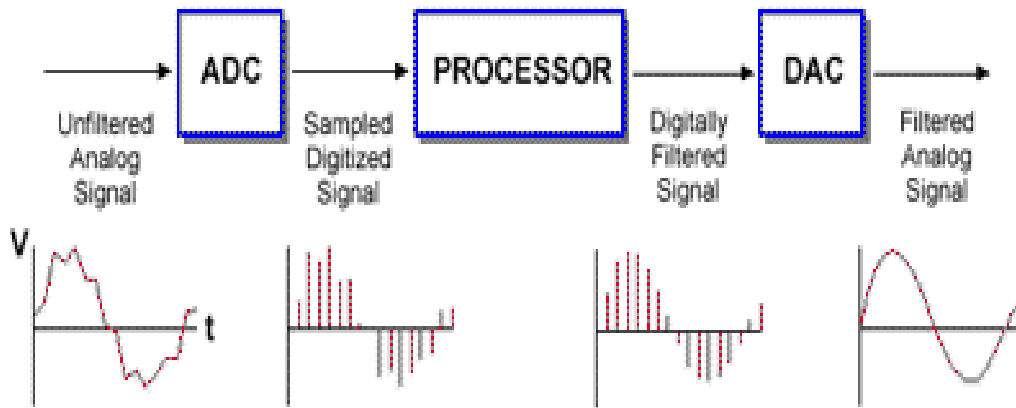 ADC
PROCESSOR
DAC
Unfiltered
Analog
Signal
Sampled
Digitized
Signal
Digitally
Filtered
Signal
Filtered
Analog
Signal
V
t